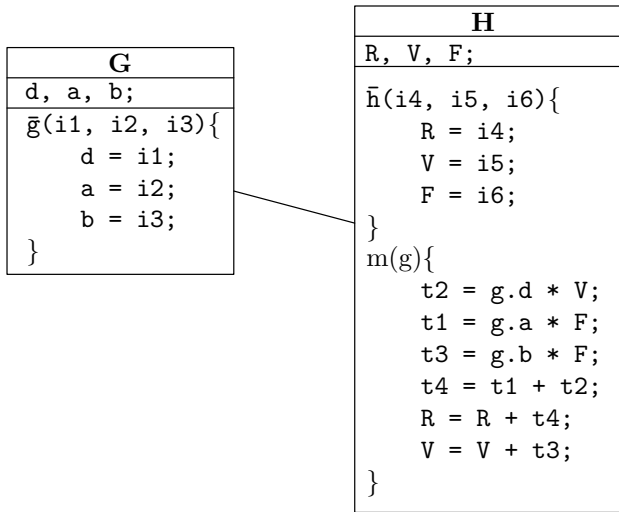 G
d, a, b;
g̅(i1, i2, i3){
d = i1;
a = i2;
b = i3;
}
H
R, V, F;
h̅(i4, i5, i6){
R = i4;
V = i5;
F = i6;
}
m(g){
t2 = g.d * V;
t1 = g.a * F;
t3 = g.b * F;
t4 = t1 + t2;
R = R + t4;
V = V + t3;
}